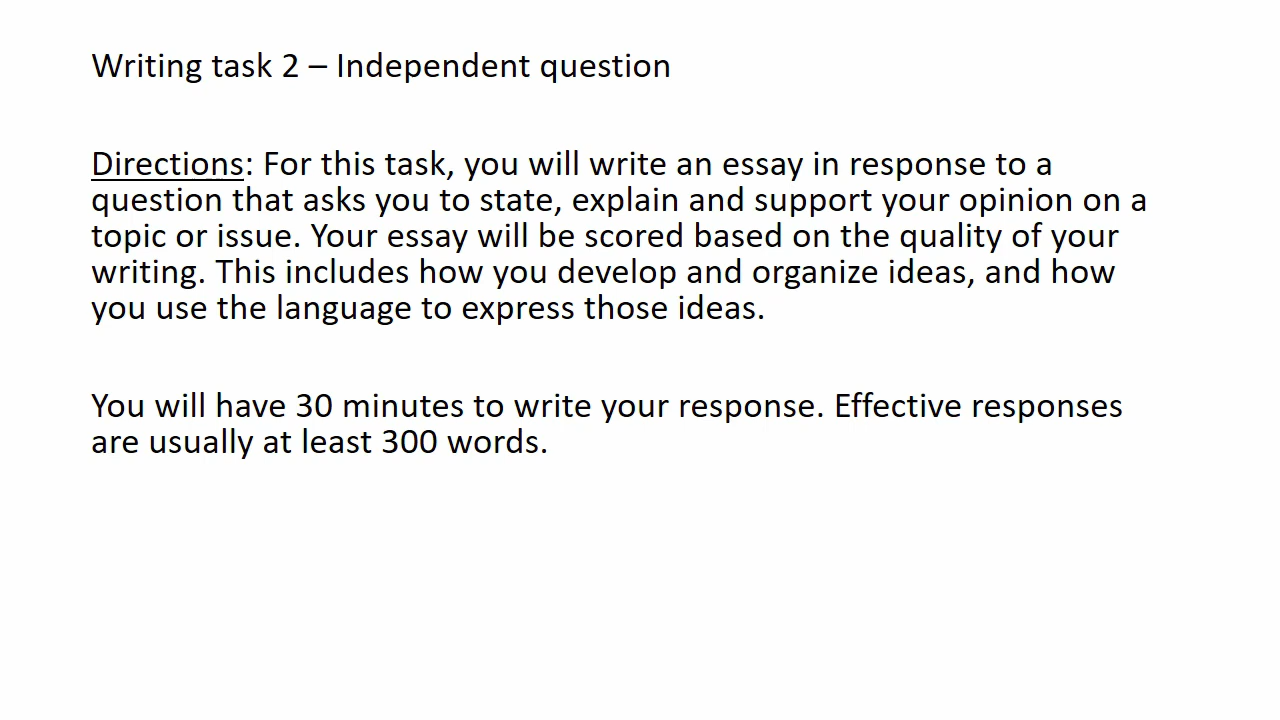 Writing task 2 – Independent question
Directions: For this task, you will write an essay in response to a
question that asks you to state, explain and support your opinion on a
topic or issue. Your essay will be scored based on the quality of your
writing. This includes how you develop and organize ideas, and how
you use the language to express those ideas.
You will have 30 minutes to write your response. Effective responses
are usually at least 300 words.